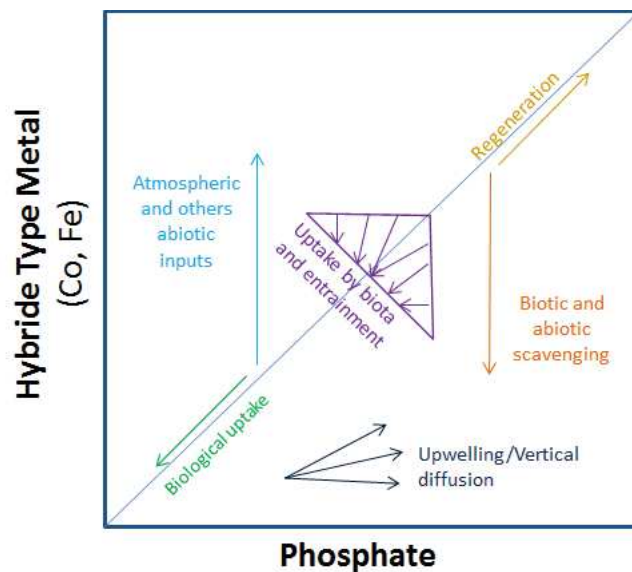 Hybride Type Metal
(Co, Fe)
Regeneration
Atmospheric
and others
abiotic
inputs
Uptake by biota
and entrainment
Biotic and
abiotic
scavenging
Biological uptake
Upwelling/Vertical
diffusion
Phosphate